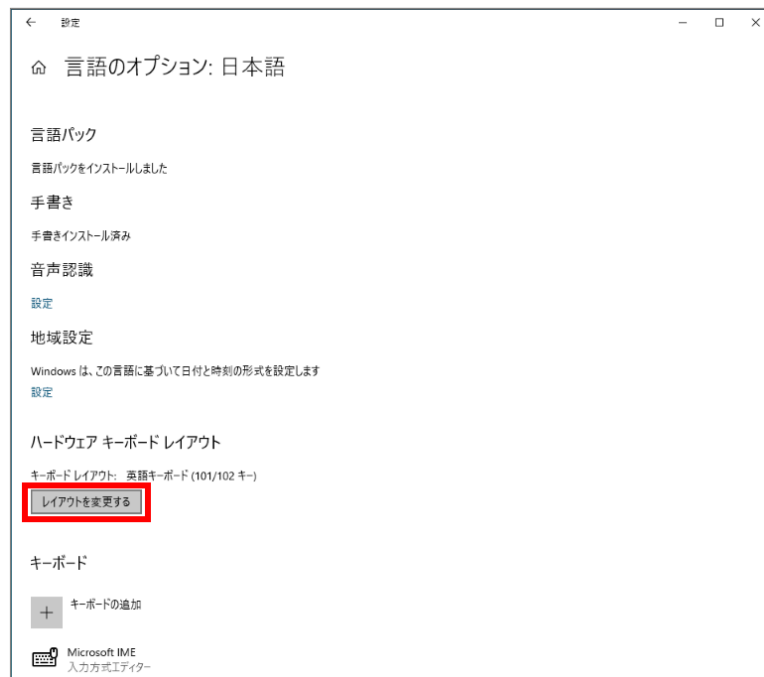 設定
言語のオプション: 日本語
言語パック
言語パックをインストールしました
手書き
手書きインストール済み
音声認識
設定
地域設定
Windows は、この言語に基づいて日付と時刻の形式を設定します
設定
ハードウェア キーボード レイアウト
キーボード レイアウト: 英語キーボード (101/102 キー)
レイアウトを変更する
キーボード
キーボードの追加
Microsoft IME
入力方式エディター